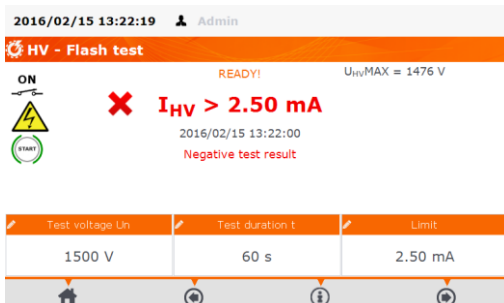 2016/02/15 13:22:19 Admin
HV - Flash test
ON
READY!
UHVMAX = 1476 V
IHV > 2.50 mA
2016/02/15 13:22:00
START
Negative test result
Test voltage Un Test duration t Limit
1500 V 60 s 2.50 mA